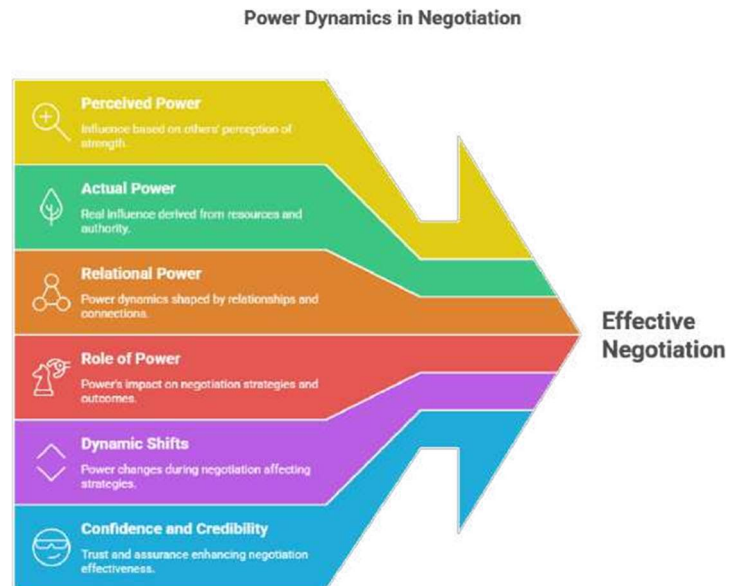 Power Dynamics in Negotiation
Perceived Power
Influence based on others' perception of
strength.
Actual Power
Real influence derived from resources and
authority.
Relational Power
Power dynamics shaped by relationships and
connections.
Role of Power
Power's impact on negotiation strategies and
outcomes.
Dynamic Shifts
Power changes during negotiation affecting
strategies.
Confidence and Credibility
Trust and assurance enhancing negotiation
effectiveness.
Effective
Negotiation